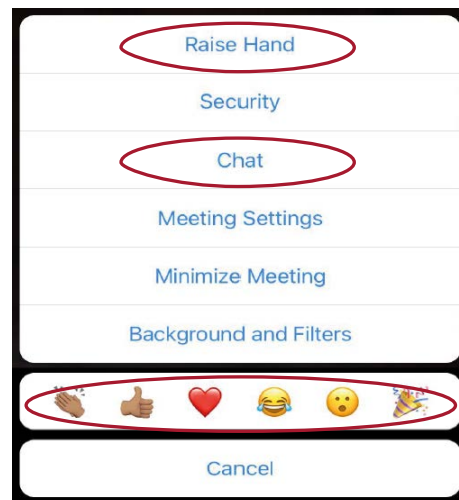 Raise Hand
Security
Chat
Meeting Settings
Minimize Meeting
Background and Filters
Cancel